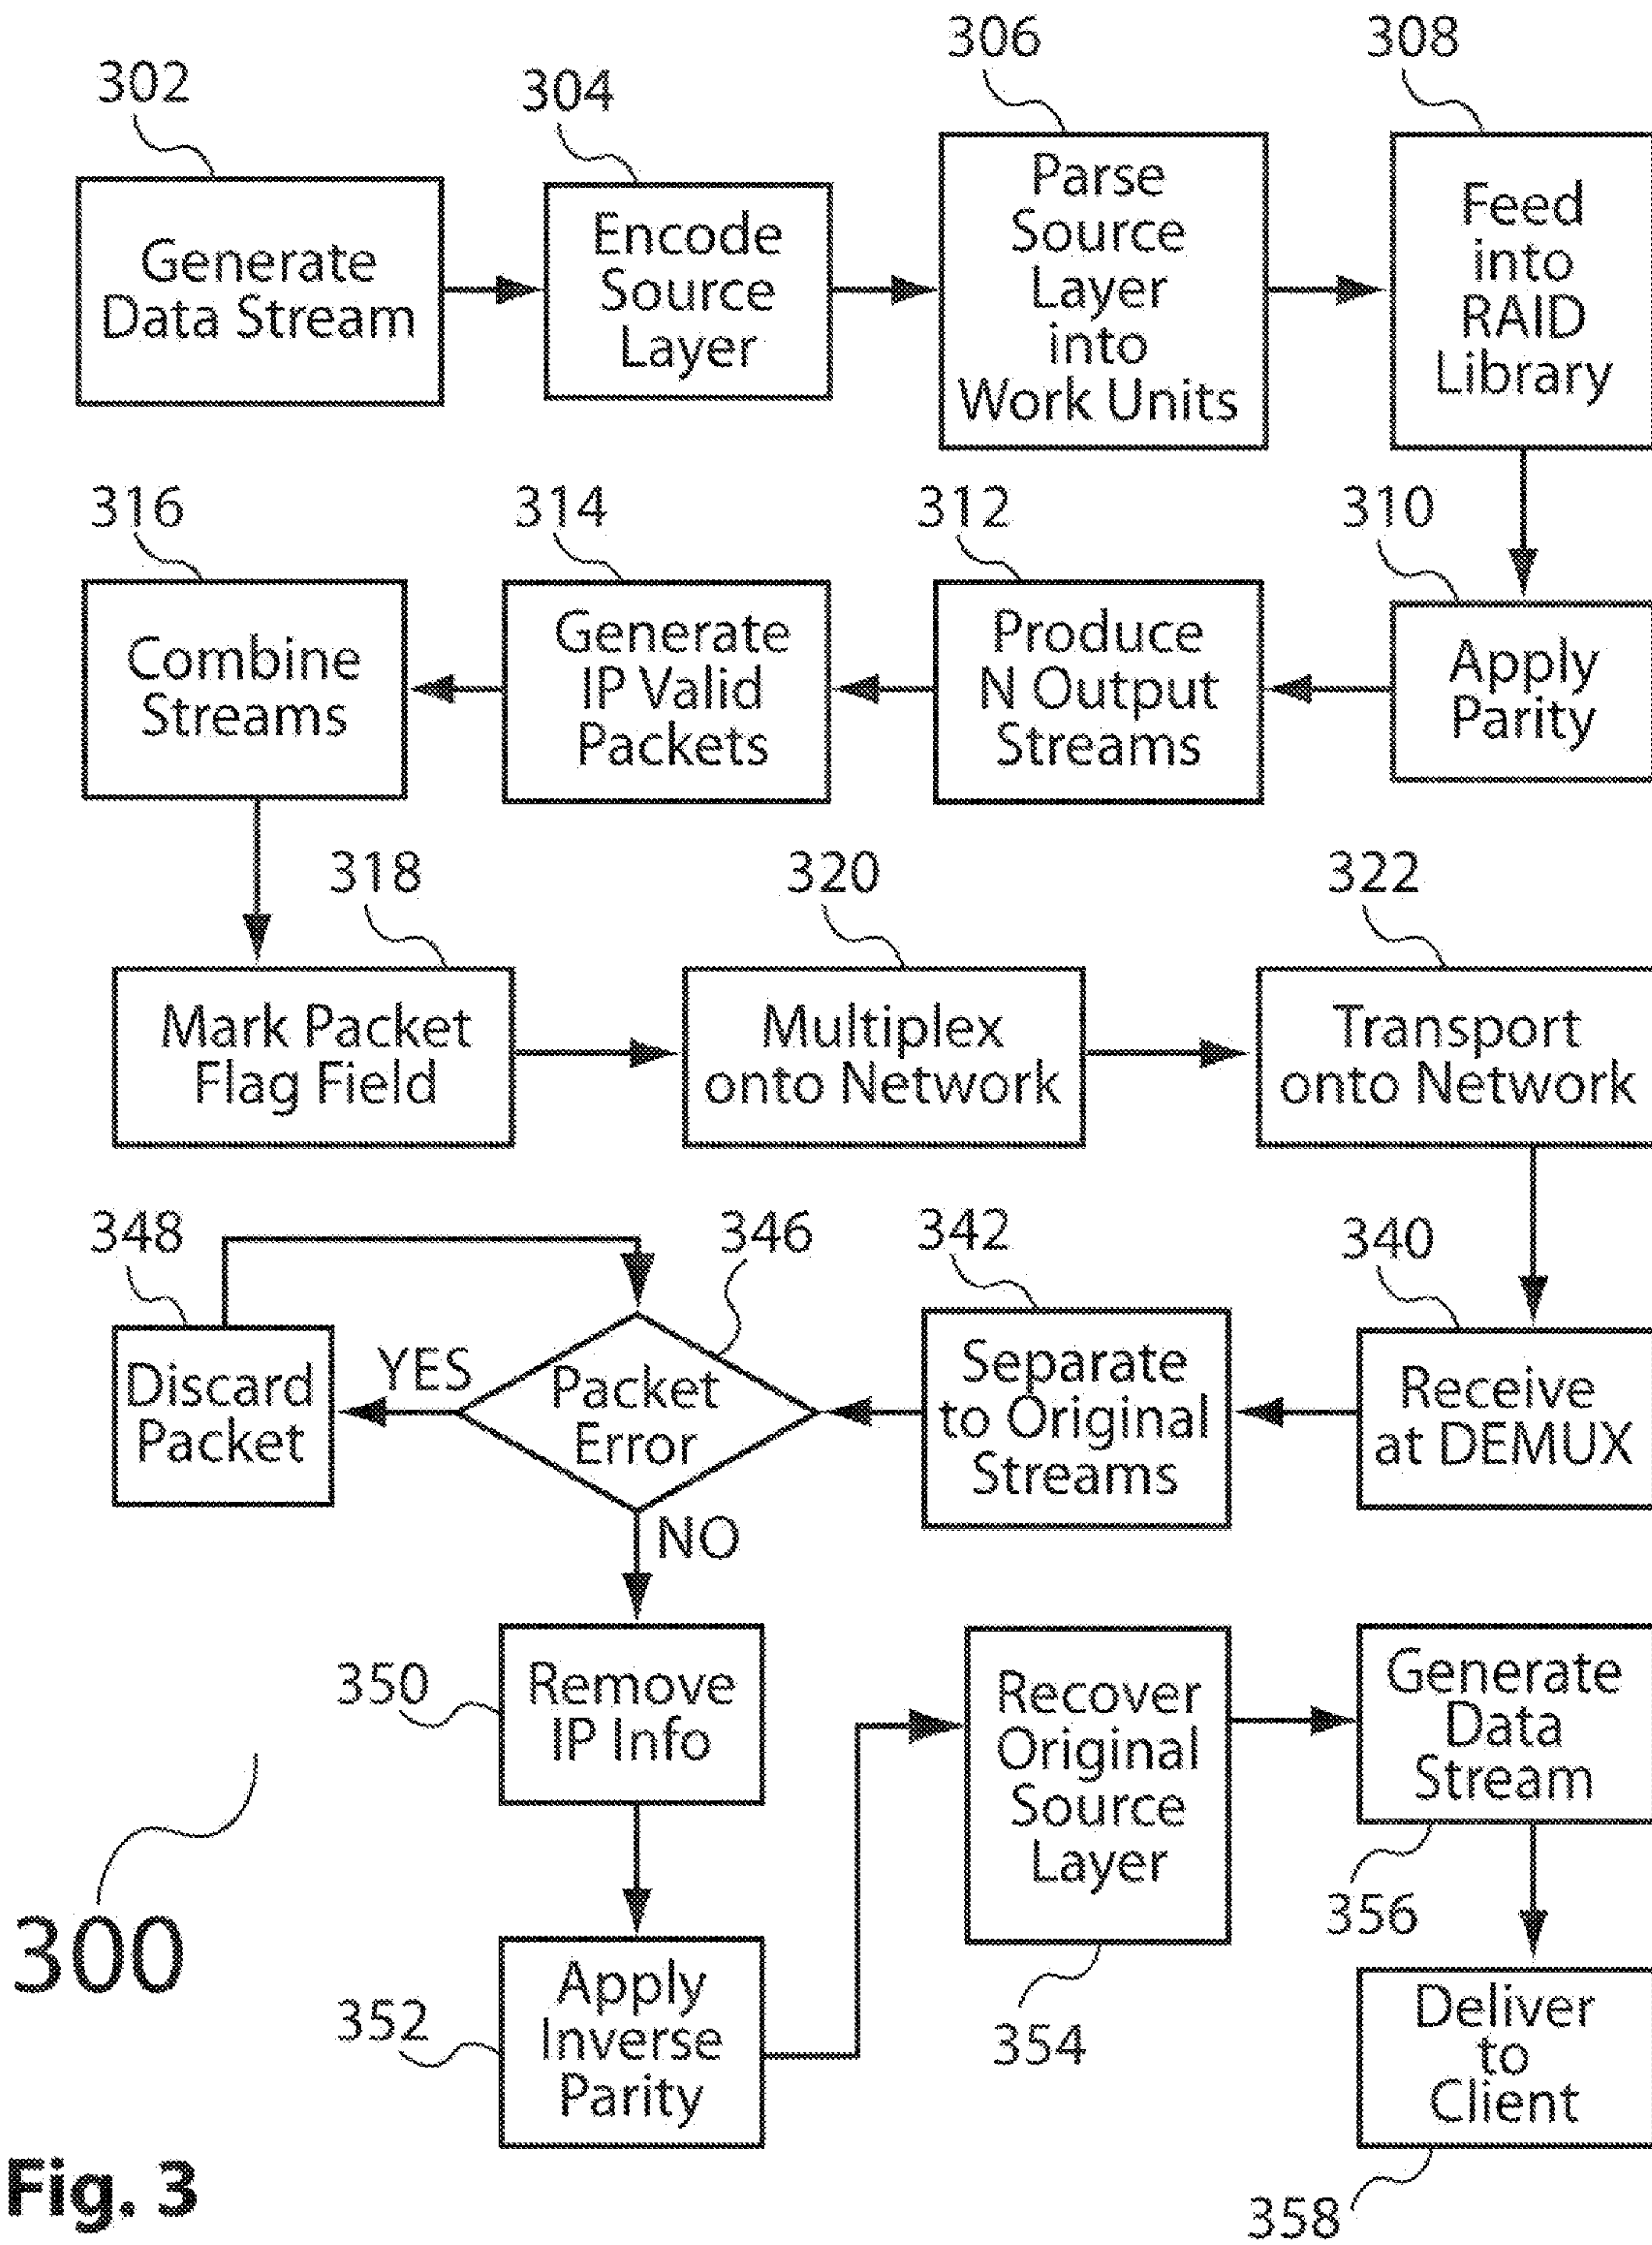 302
304
306
308
Generate
Data Stream
Encode
Source
Layer
Parse
Source
Layer
into
Work Units
Feed
into
RAID
Library
316
314
312
310
Combine
Streams
Generate
IP Valid
Packets
Produce
N Output
Streams
Apply
Parity
318
320
322
Mark Packet
Flag Field
Multiplex
onto Network
Transport
onto Network
348
346
342
340
Discard
Packet
YES
Packet
Error
NO
Separate
to Original
Streams
Receive
at DEMUX
350
Remove
IP Info
Recover
Original
Source
Layer
Generate
Data
Stream
300
352
Apply
Inverse
Parity
354
356
Deliver
to
Client
358
Fig. 3